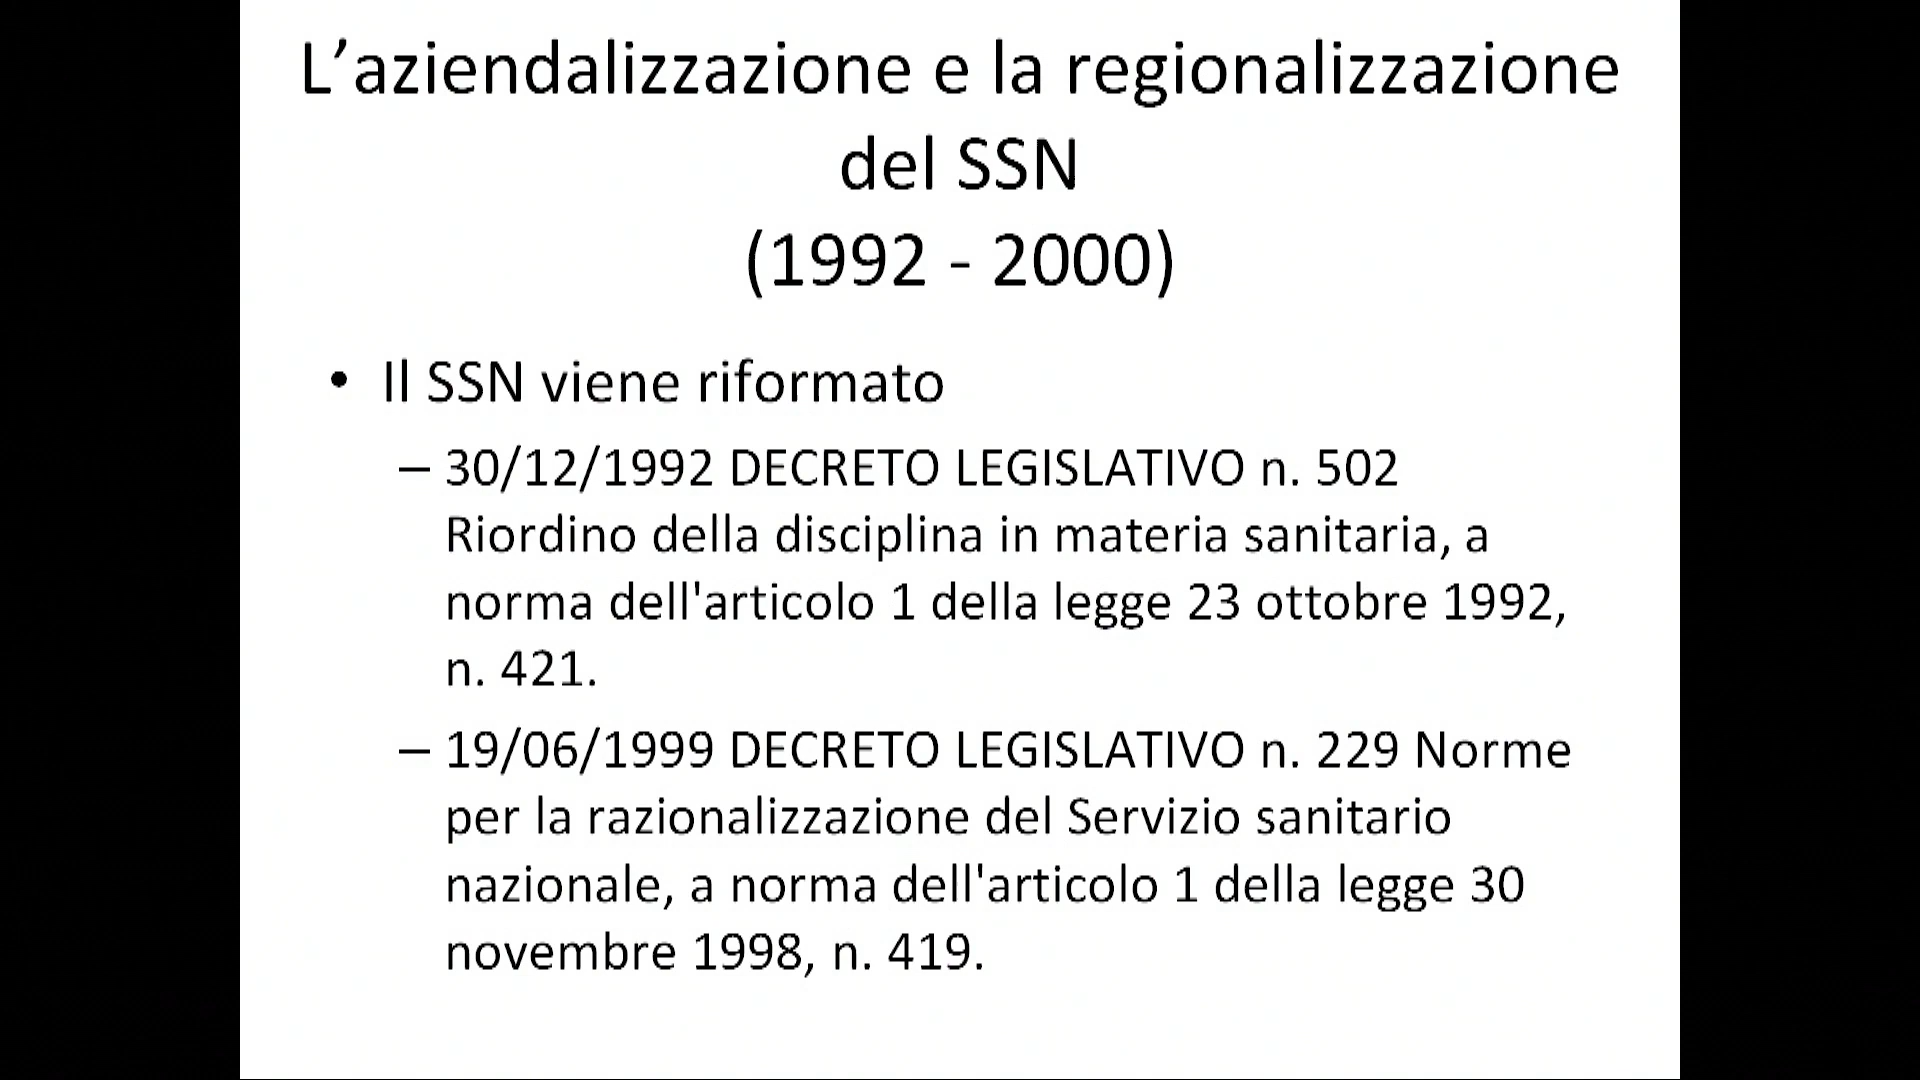 L’aziendalizzazione e la regionalizzazione
del SSN
(1992 - 2000)
• Il SSN viene riformato
– 30/12/1992 DECRETO LEGISLATIVO n. 502
Riordino della disciplina in materia sanitaria, a
norma dell'articolo 1 della legge 23 ottobre 1992,
n. 421.
– 19/06/1999 DECRETO LEGISLATIVO n. 229 Norme
per la razionalizzazione del Servizio sanitario
nazionale, a norma dell'articolo 1 della legge 30
novembre 1998, n. 419.